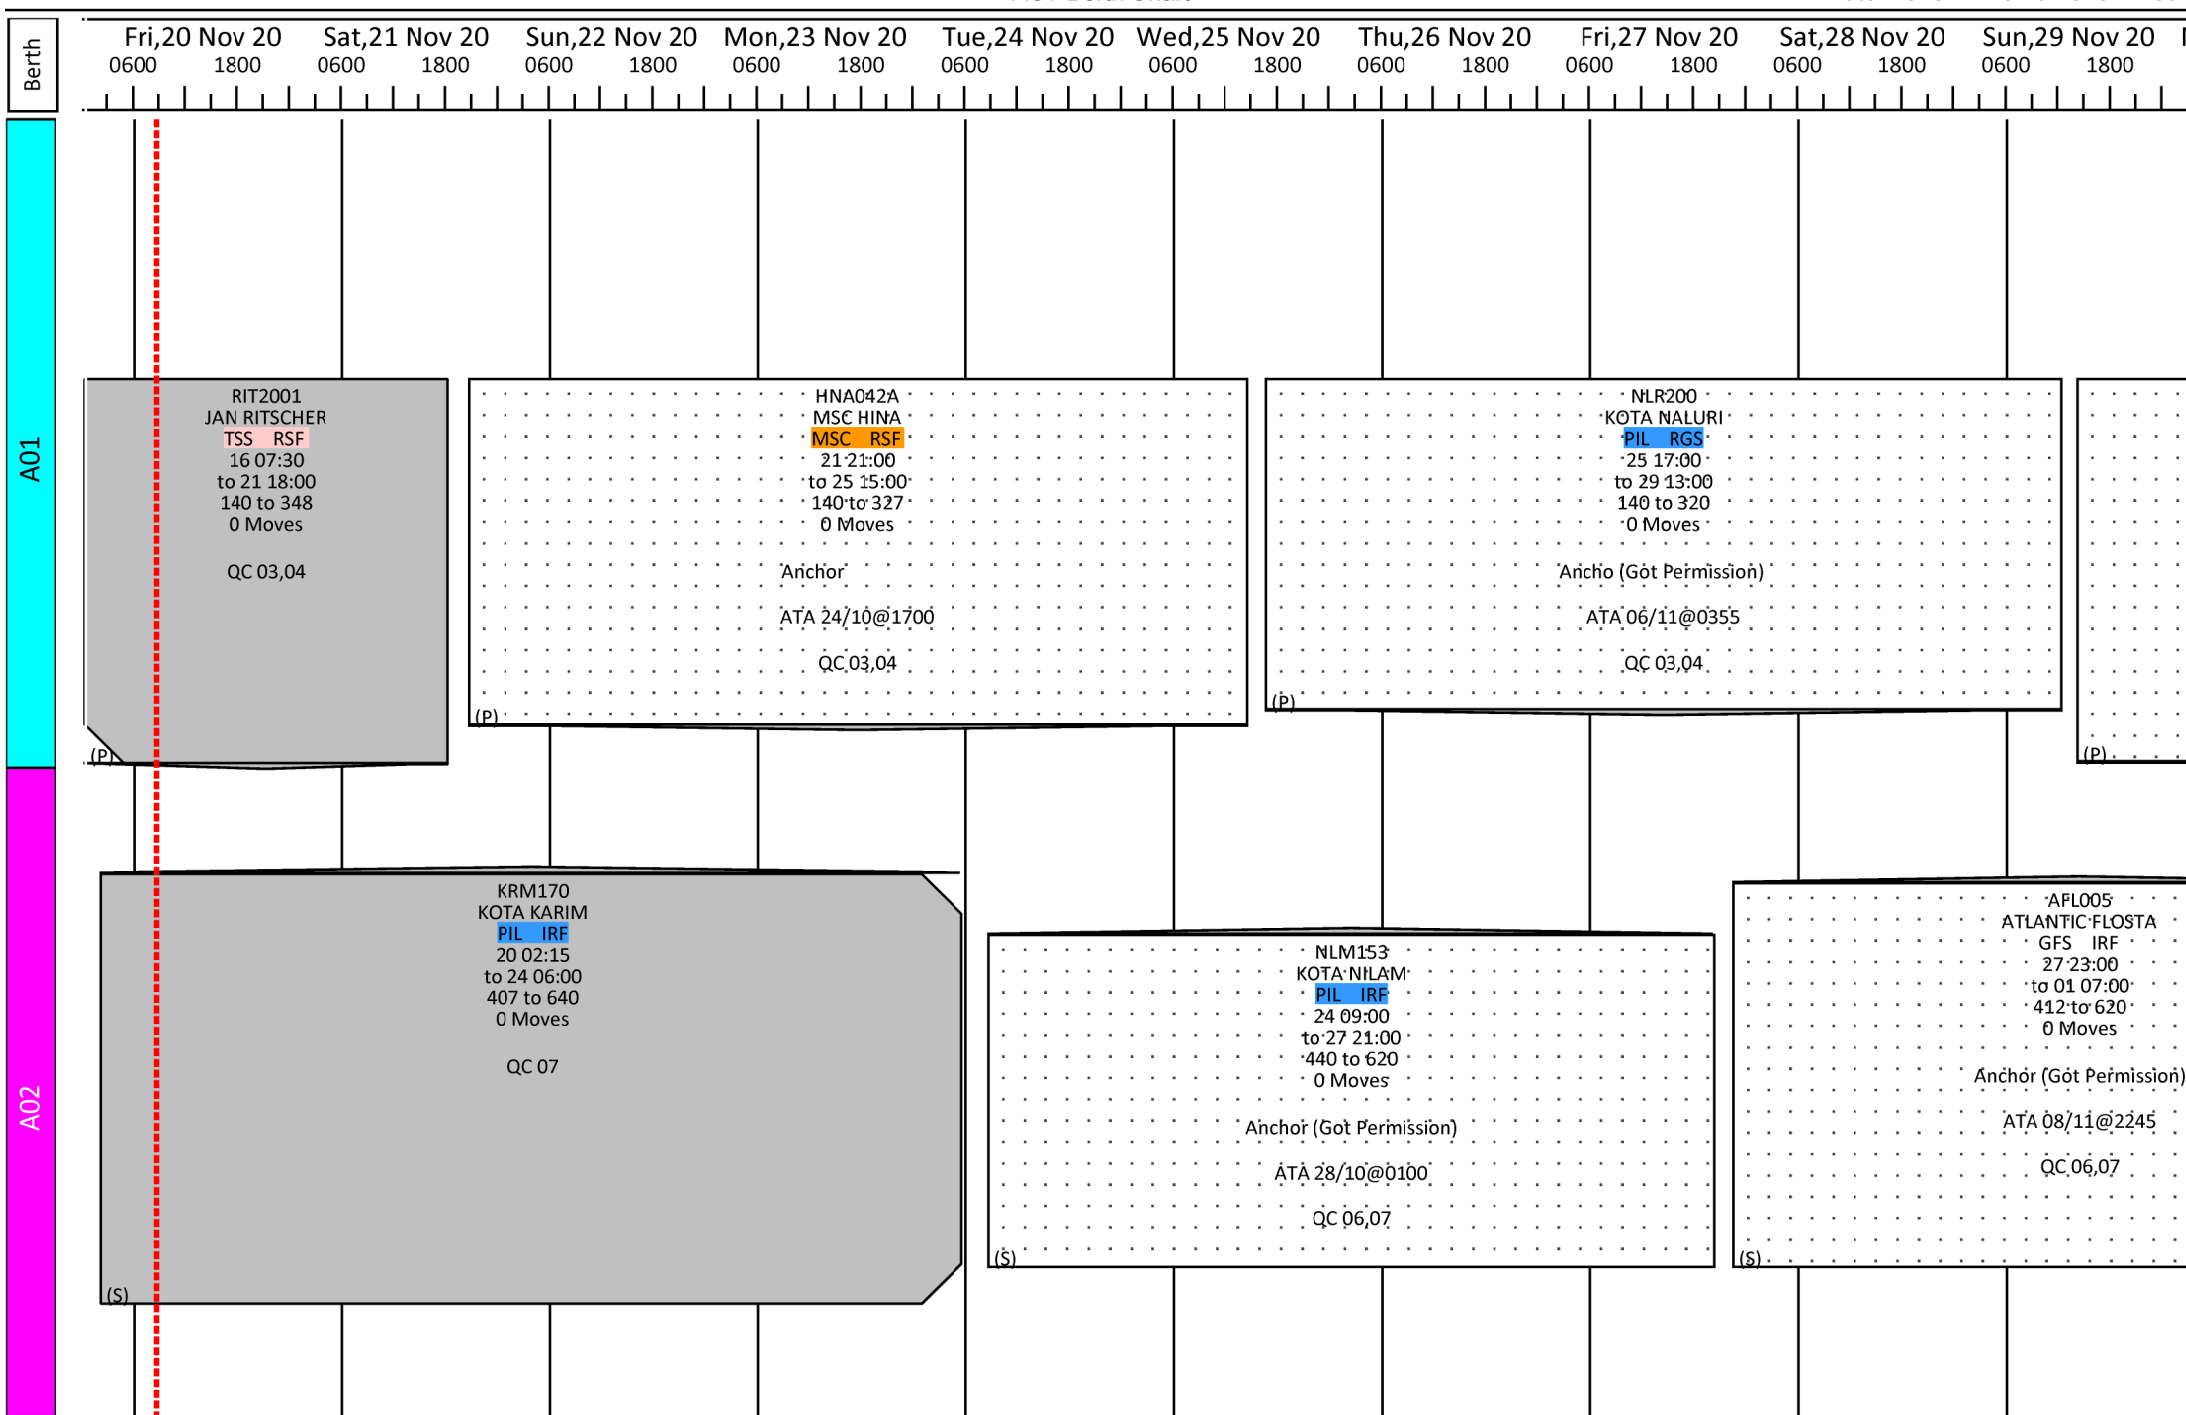 Berth
Fri,20 Nov 20 Sat,21 Nov 20 Sun,22 Nov 20 Mon,23 Nov 20 Tue,24 Nov 20 Wed,25 Nov 20 Thu,26 Nov 20 Fri,27 Nov 20 Sat,28 Nov 20 Sun,29 Nov 20
0600 1800 0600 1800 0600 1800 0600 1800 0600 1800 0600 1800 0600 1800 0600 1800 0600 1800 0600 1800
A01
RIT2001
JAN RITSCHER
TSS RSF
16 07:30
to 21 18:00
140 to 348
0 Moves
QC 03,04
(P)
HNA042A
MSC HINA
MSC RSF
21 21:00
to 25 15:00
140 to 327
0 Moves
Anchor
ATA 24/10@1700
QC 03,04
(P)
NLR200
KOTA NALURI
PIL RGS
25 17:00
to 29 13:00
140 to 320
0 Moves
Ancho (Got Permission)
ATA 06/11@0355
QC 03,04
(P)
(P)
A02
KRM170
KOTA KARIM
PIL IRF
20 02:15
to 24 06:00
407 to 640
0 Moves
QC 07
(S)
NLM153
KOTA NILAM
PIL IRF
24 09:00
to 27 21:00
440 to 620
0 Moves
Anchor (Got Permission)
ATA 28/10@0100
QC 06,07
(S)
AFL005
ATLANTIC FLOSTA
GFS IRF
27 23:00
to 01 07:00
412 to 620
0 Moves
Anchor (Got Permission)
ATA 08/11@2245
QC 06,07
(S)